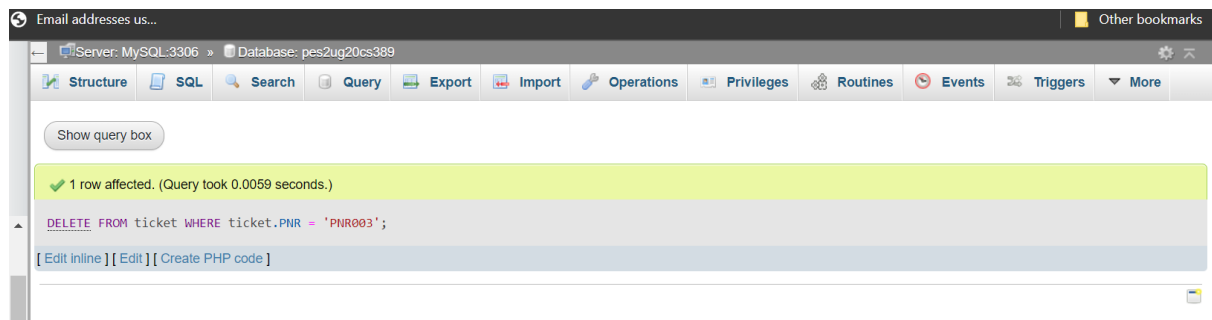 Email addresses us... Other bookmarks
← Server: MySQL:3306 » Database: pes2ug20cs389
Structure SQL Search Query Export Import Operations Privileges Routines Events Triggers More
Show query box
1 row affected. (Query took 0.0059 seconds.)
DELETE FROM ticket WHERE ticket.PNR = 'PNR003';
[ Edit inline ] [ Edit ] [ Create PHP code ]